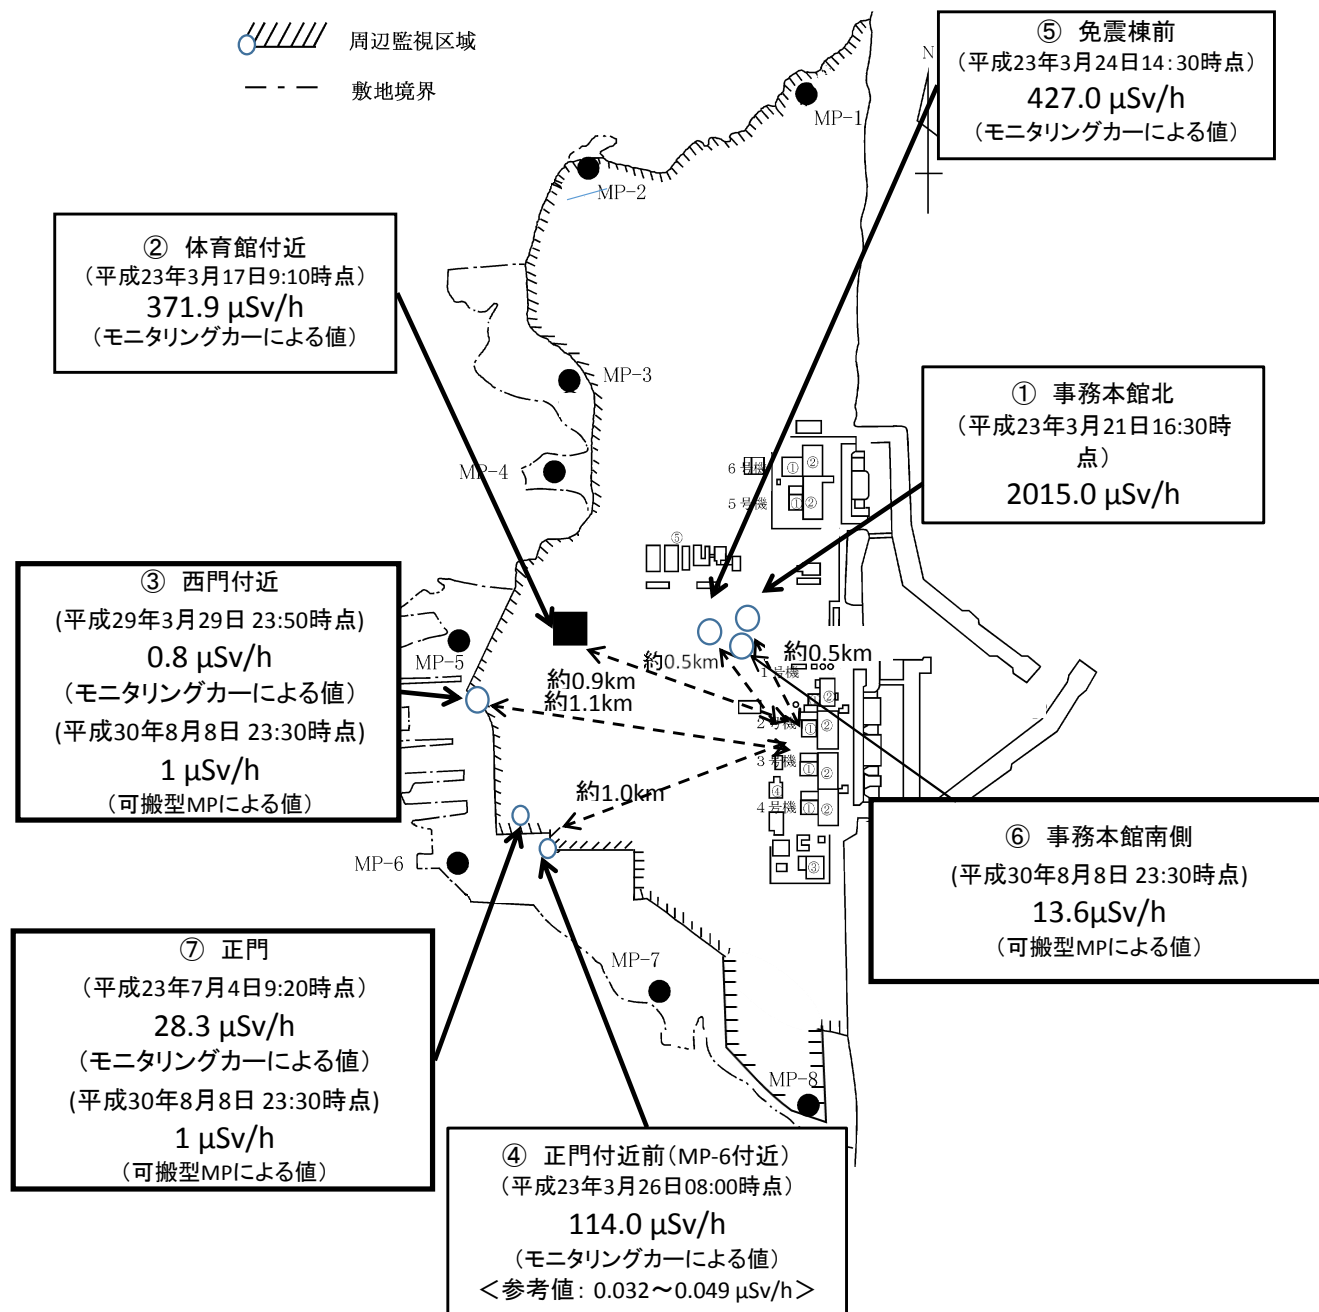 周辺監視区域
敷地境界
⑤ 免震棟前
（平成23年3月24日14：30時点）
427.0 μSv/h
（モニタリングカーによる値）
N
MP-1
MP-2
② 体育館付近
（平成23年3月17日9:10時点）
371.9 μSv/h
（モニタリングカーによる値）
MP-3
① 事務本館北
（平成23年3月21日16:30時
点）
2015.0 μSv/h
MP-4
6号機
① ②
5号機
① ②
⑤
③ 西門付近
(平成29年3月29日 23:50時点)
0.8 μSv/h
（モニタリングカーによる値）
(平成30年8月8日 23:30時点)
1 μSv/h
（可搬型MPによる値）
MP-5
約0.5km
約0.5km
約0.9km
約1.1km
1号機
②
2号機
① ②
3号機
① ②
④
4号機
① ②
③
約1.0km
MP-6
⑥ 事務本館南側
(平成30年8月8日 23:30時点)
13.6μSv/h
（可搬型MPによる値）
⑦ 正門
（平成23年7月4日9:20時点）
28.3 μSv/h
（モニタリングカーによる値）
(平成30年8月8日 23:30時点)
1 μSv/h
（可搬型MPによる値）
MP-7
MP-8
④ 正門付近前（MP-6付近）
（平成23年3月26日08:00時点）
114.0 μSv/h
（モニタリングカーによる値）
＜参考値：0.032～0.049 μSv/h＞